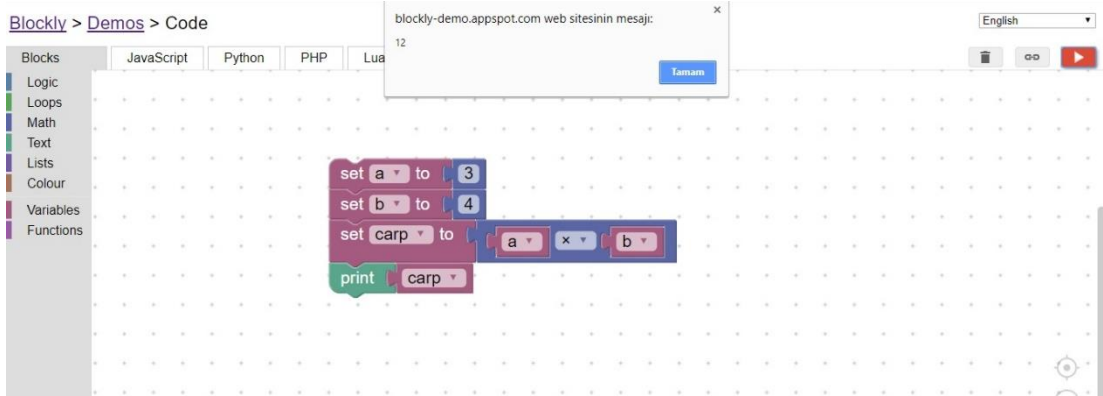 Blockly > Demos > Code
English
blockly-demo.appspot.com web sitesinin mesajı:
12
Tamam
Blocks
JavaScript
Python
PHP
Lua
Logic
Loops
Math
Text
Lists
Colour
Variables
Functions
set a to 3
set b to 4
set carp to a × b
print carp